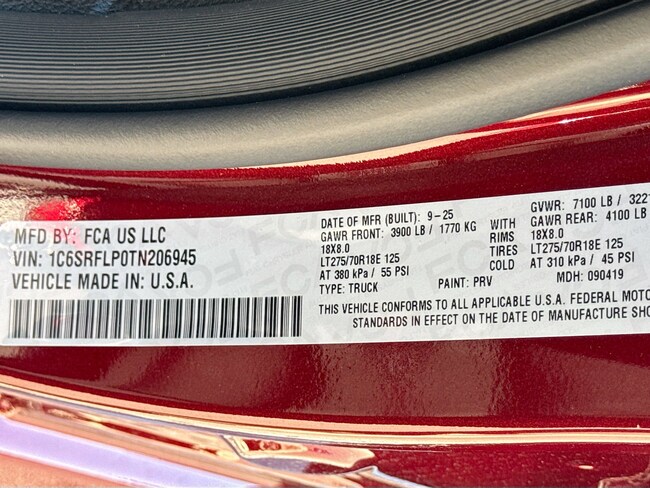 MFD BY: FCA US LLC
VIN: 1C6SRFLP0TN206945
VEHICLE MADE IN: U.S.A.
DATE OF MFR (BUILT): 9-25
GAWR FRONT: 3900 LB / 1770 KG
18X8.0
LT275/70R18E 125
AT 380 kPa / 55 PSI
TYPE: TRUCK
WITH
RIMS
TIRES
GVWR: 7100 LB / 322
GAWR REAR: 4100 LB
18X8.0
LT275/70R18E 125
AT 310 kPa / 45 PSI
PAINT: PRV
MDH: 090419
THIS VEHICLE CONFORMS TO ALL APPLICABLE U.S.A. FEDERAL MOTO
STANDARDS IN EFFECT ON THE DATE OF MANUFACTURE SHO